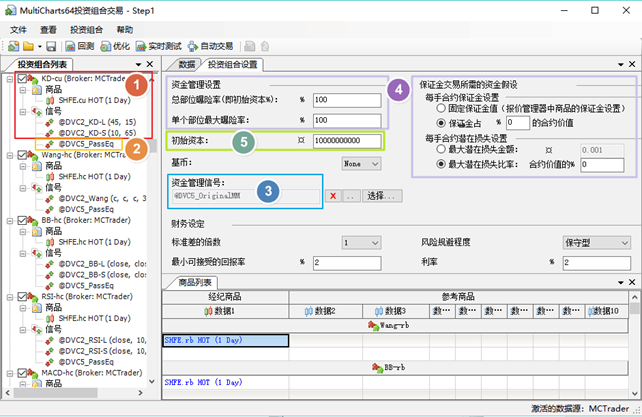 MultiCharts64投资组合交易 - Step1
文件 查看 投资组合 帮助
回测 优化 实时测试 自动交易
投资组合列表
KD-cu (Broker: MCTrader)
商品
SHFE.cu HOT (1 Day)
信号
@DVC2_KD-L (45, 15)
@DVC2_KD-S (10, 65)
@DVC5_PassEq
Wang-hc (Broker: MCTrader)
商品
SHFE.hc HOT (1 Day)
信号
@DVC2_Wang (c, c, c, 3
@DVC5_PassEq
BB-hc (Broker: MCTrader)
商品
SHFE.hc HOT (1 Day)
信号
@DVC2_BB-L (close, clo
@DVC2_BB-S (close, clo
@DVC5_PassEq
RSI-hc (Broker: MCTrader)
商品
SHFE.hc HOT (1 Day)
信号
@DVC2_RSI-L (close, 10,
@DVC2_RSI-S (close, 10,
@DVC5_PassEq
MACD-hc (Broker: MCTrader)
商品
1
2
数据 投资组合设置
资金管理设置
总部位曝险率(即初始资本%): % 100
单个部位最大曝险率: % 100
4
初始资本: ¤ 10000000000
5
基币: None
资金管理信号:
@DVC5_OriginalMM
3
X .. 选择...
保证金交易所需的资金假设
每手合约保证金设置
固定保证金值（报价管理器中商品的保证金设置）
保证金占 % 0 的合约价值
每手合约潜在损失设置
最大潜在损失金额: ¤ 0.001
最大潜在损失比率: 合约价值的% 0
财务设定
标准差的倍数 1 风险规避程度 保守型
最小可接受的回报率 % 2 利率 % 2
商品列表
经纪商品 参考商品
数据1 数据2 数据3 数··· 数··· 数··· 数··· 数··· 数··· 数据10
Wang-rb
SHFE.rb HOT (1 Day)
BB-rb
SHFE.rb HOT (1 Day)
激活的数据源：MCTrader